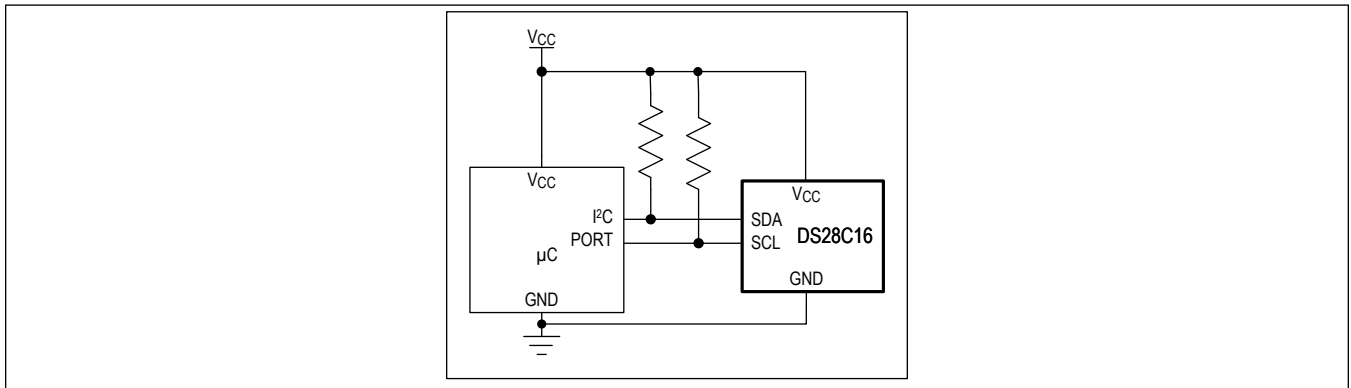 VCC
VCC
I²C
PORT
µC
GND
VCC
SDA
DS28C16
SCL
GND